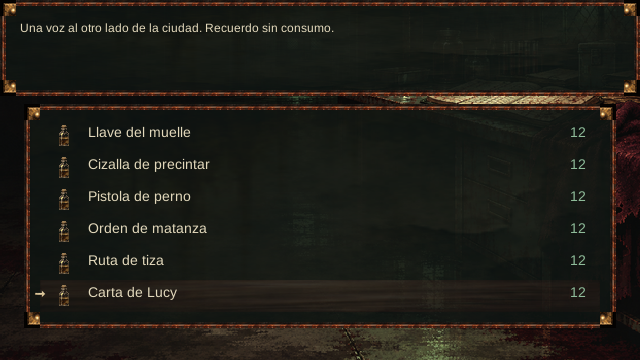 Una voz al otro lado de la ciudad. Recuerdo sin consumo.
Llave del muelle 12
Cizalla de precintar 12
Pistola de perno 12
Orden de matanza 12
Ruta de tiza 12
→ Carta de Lucy 12